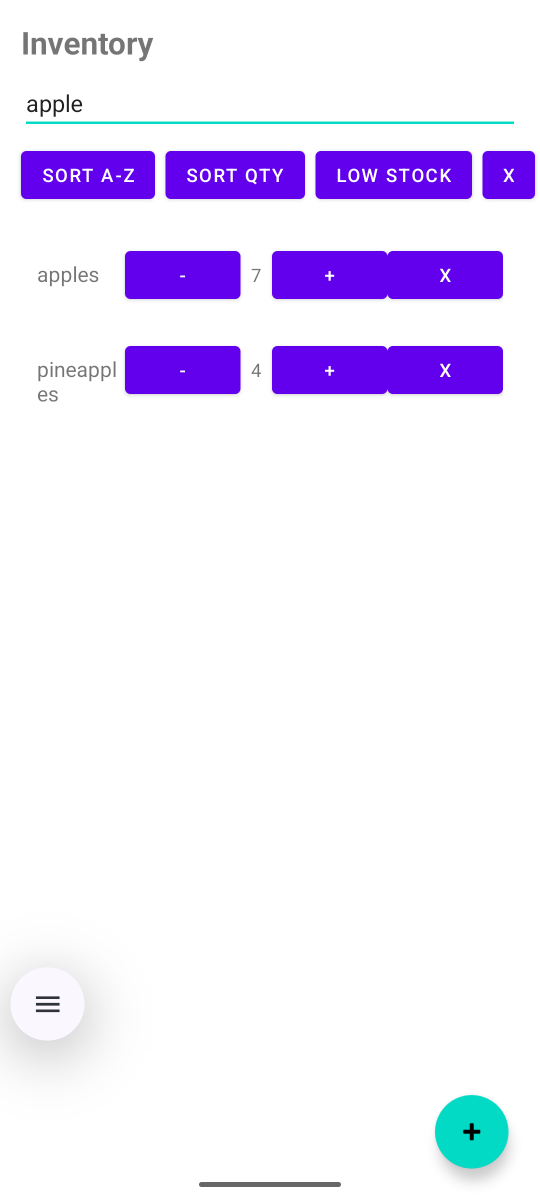 Inventory
apple
SORT A-Z SORT QTY LOW STOCK X
apples - 7 + X
pineappl - 4 + X
es
+